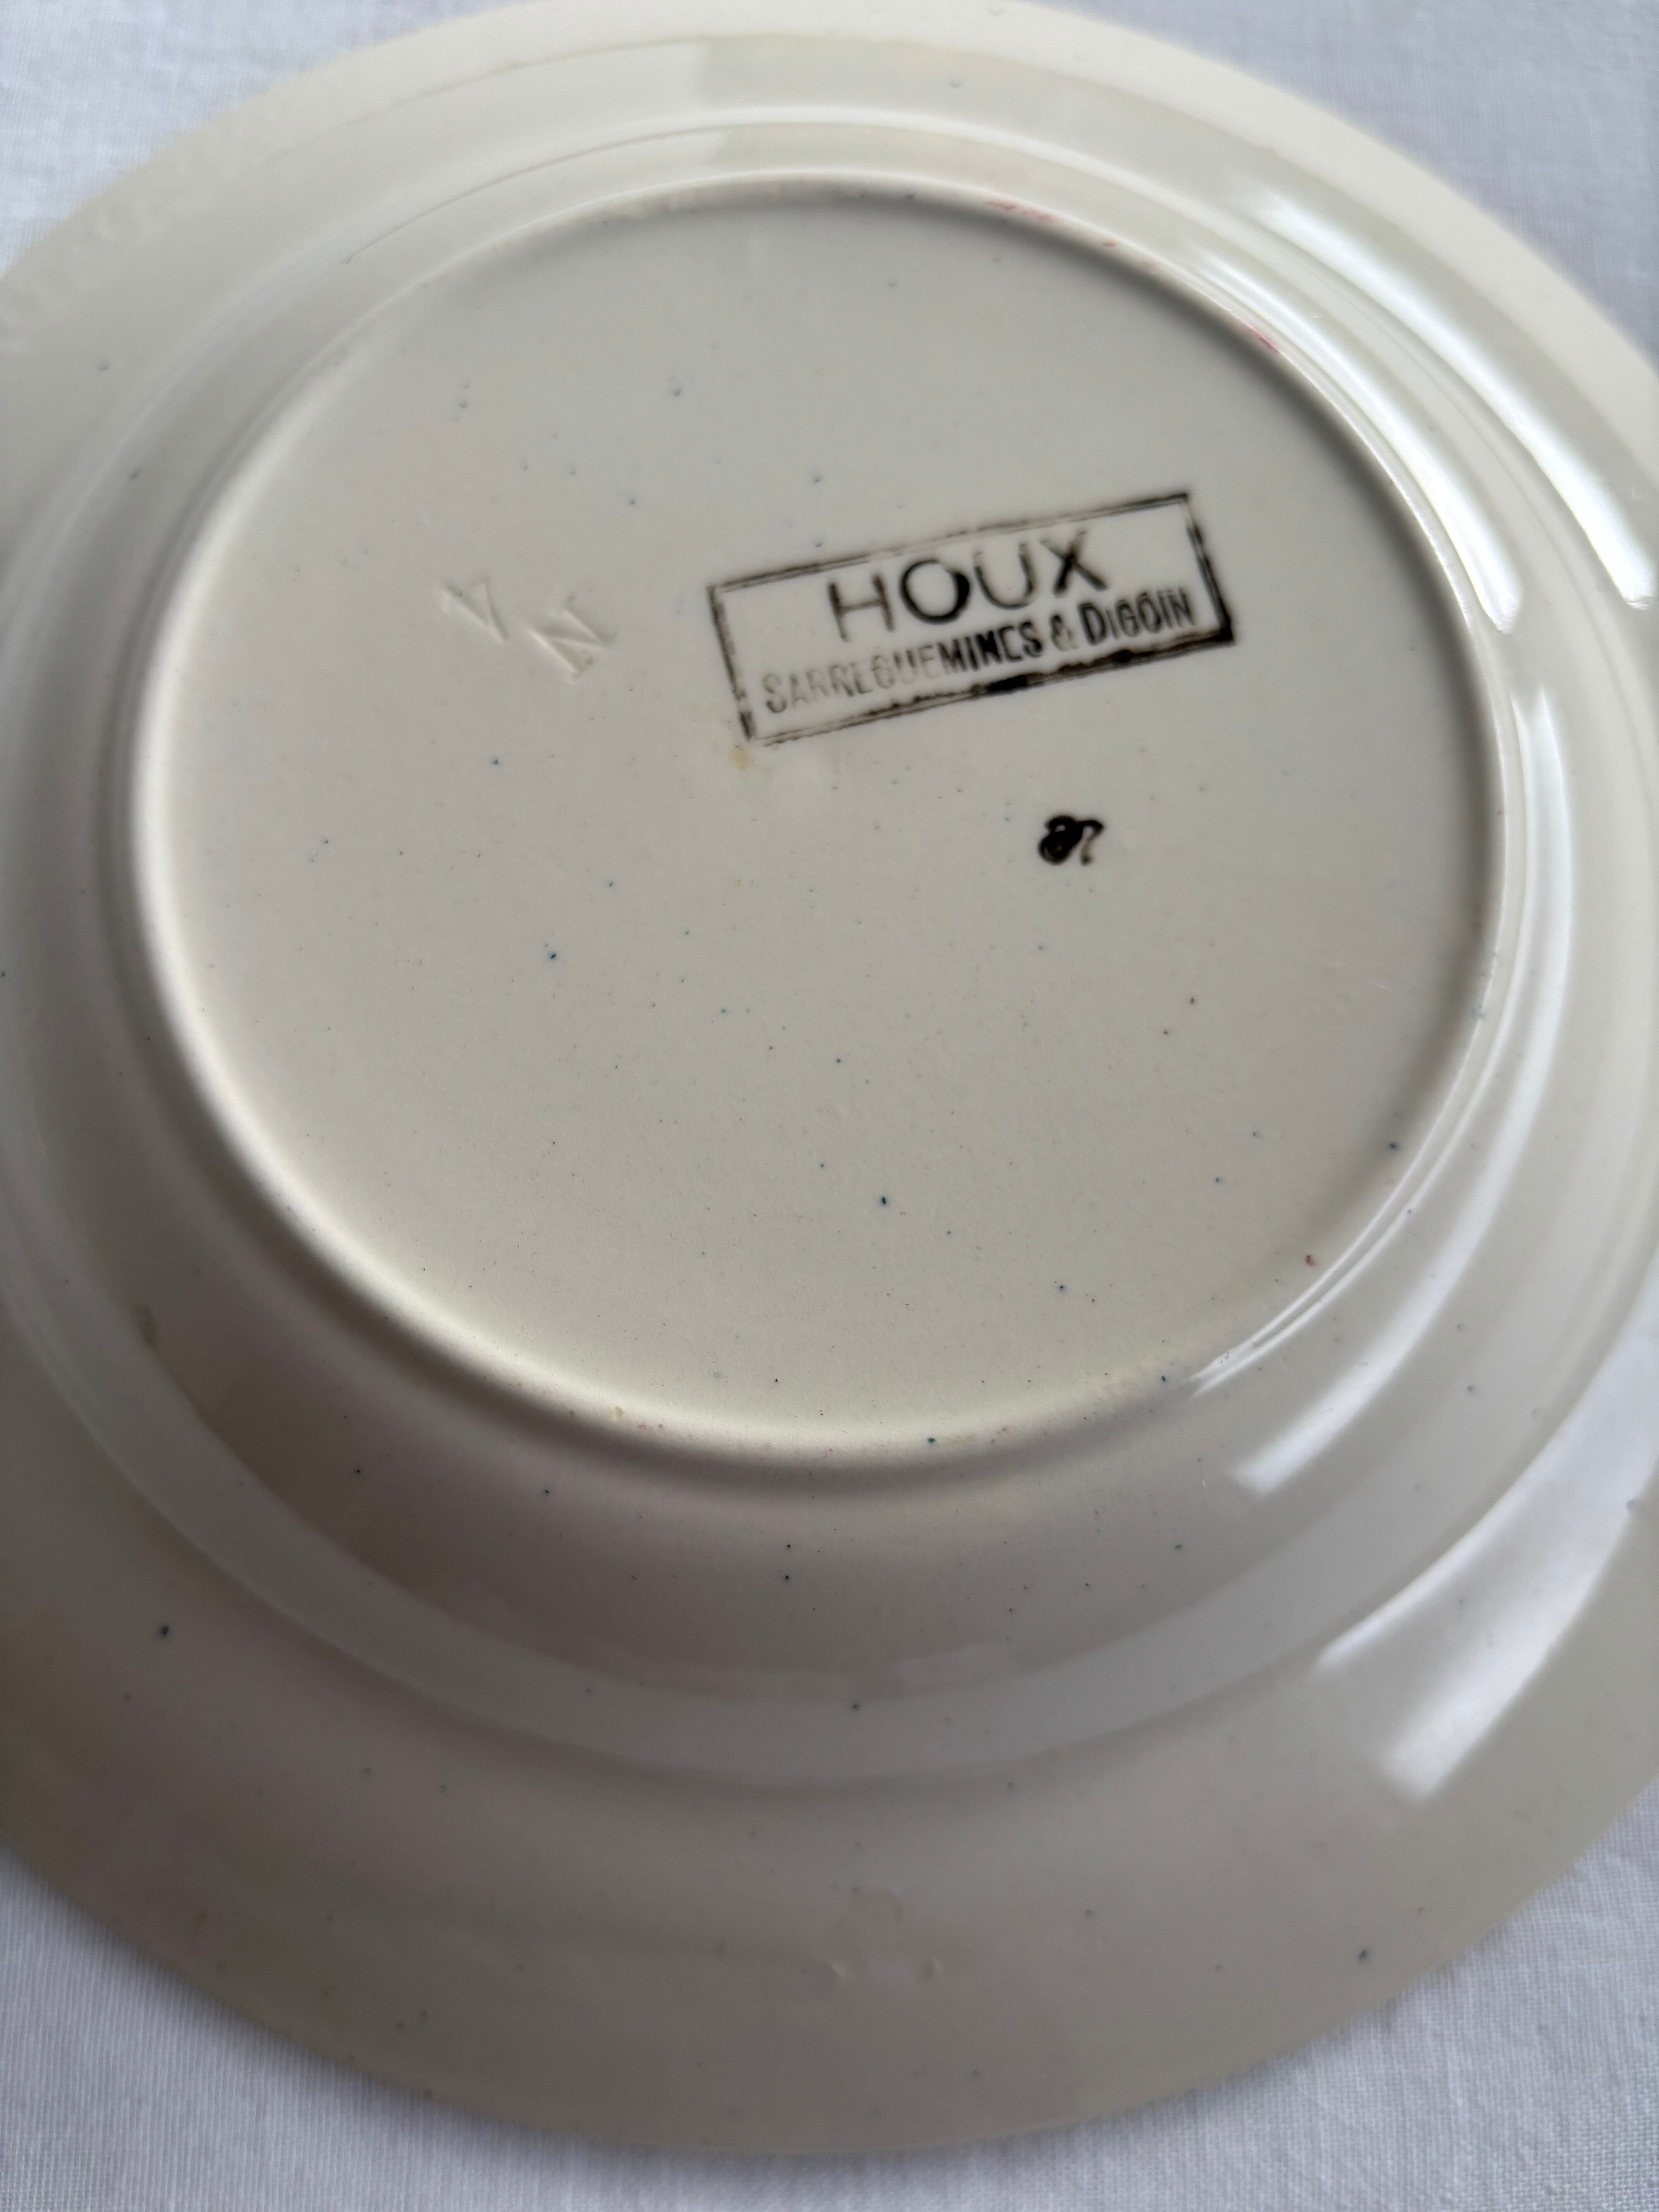 HOUX
SARREGUEMINES & DIGOIN
V N